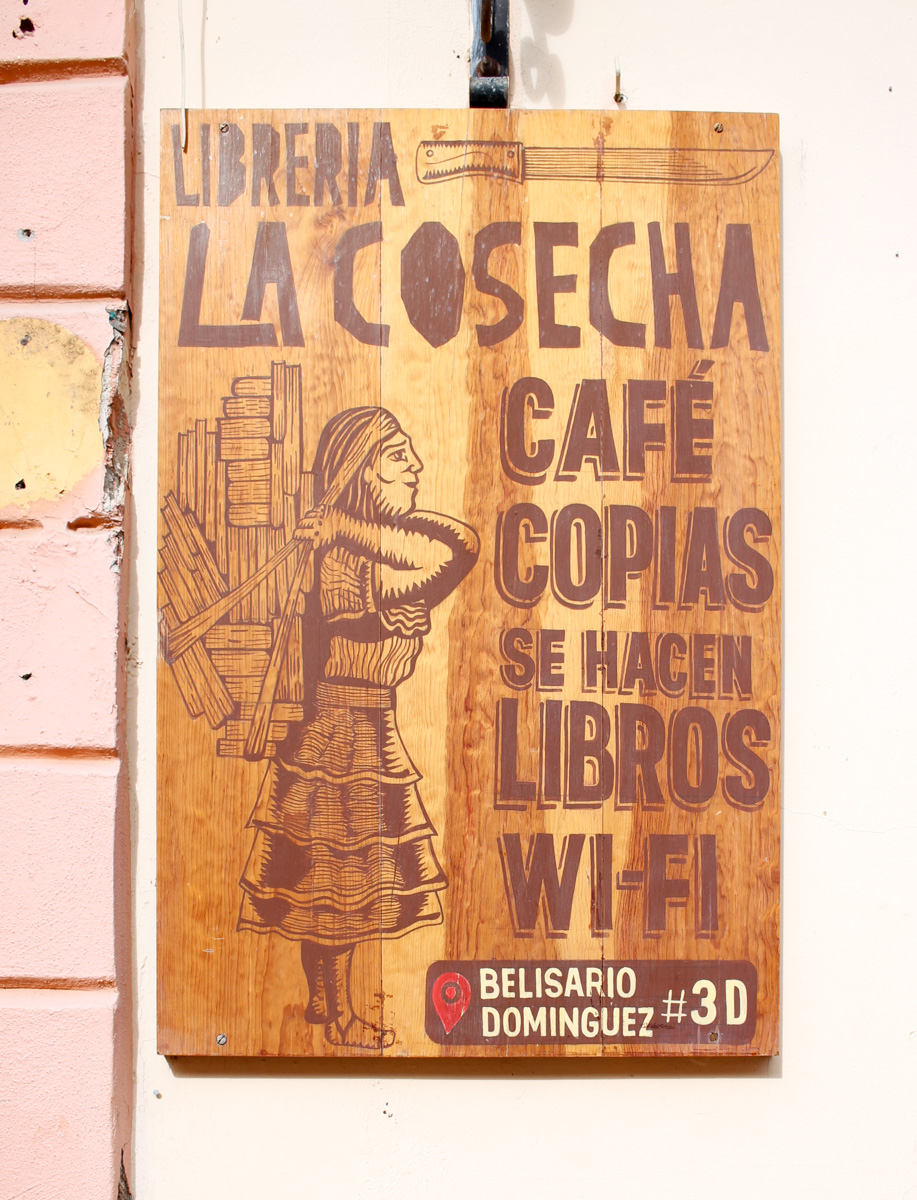 LIBRERIA
LA COSECHA
CAFÉ
COPIAS
SE HACEN
LIBROS
WI-FI
BELISARIO
DOMINGUEZ #3D